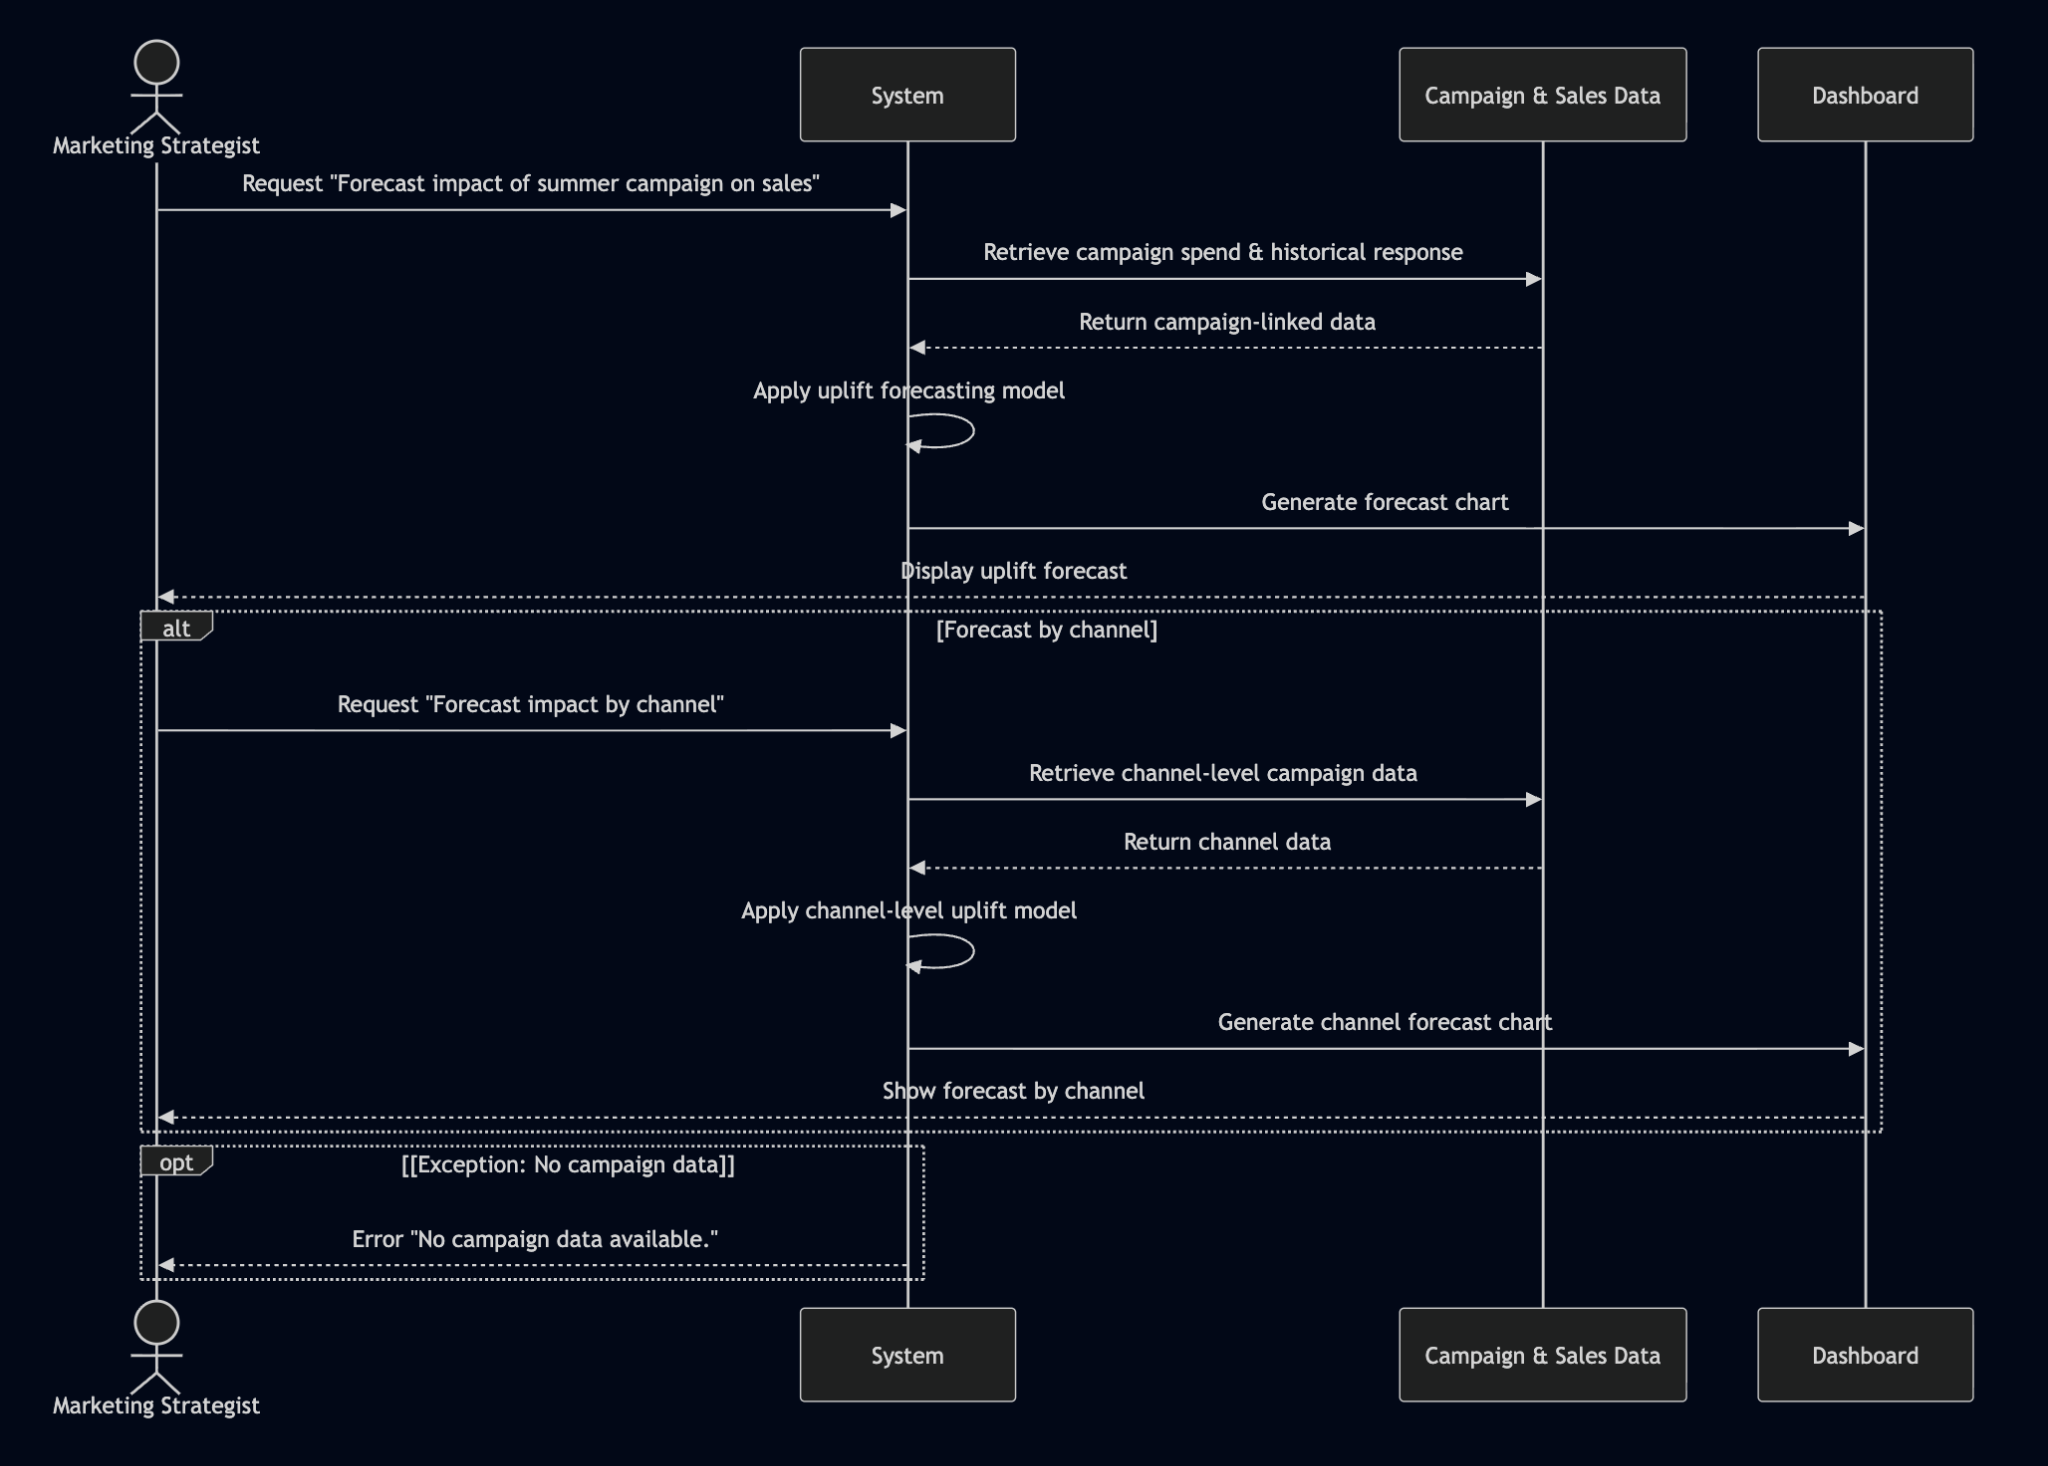 Marketing Strategist
System
Campaign & Sales Data
Dashboard
Request "Forecast impact of summer campaign on sales"
Retrieve campaign spend & historical response
Return campaign-linked data
Apply uplift forecasting model
Generate forecast chart
Display uplift forecast
alt
[Forecast by channel]
Request "Forecast impact by channel"
Retrieve channel-level campaign data
Return channel data
Apply channel-level uplift model
Generate channel forecast chart
Show forecast by channel
opt
[[Exception: No campaign data]]
Error "No campaign data available."
Marketing Strategist
System
Campaign & Sales Data
Dashboard